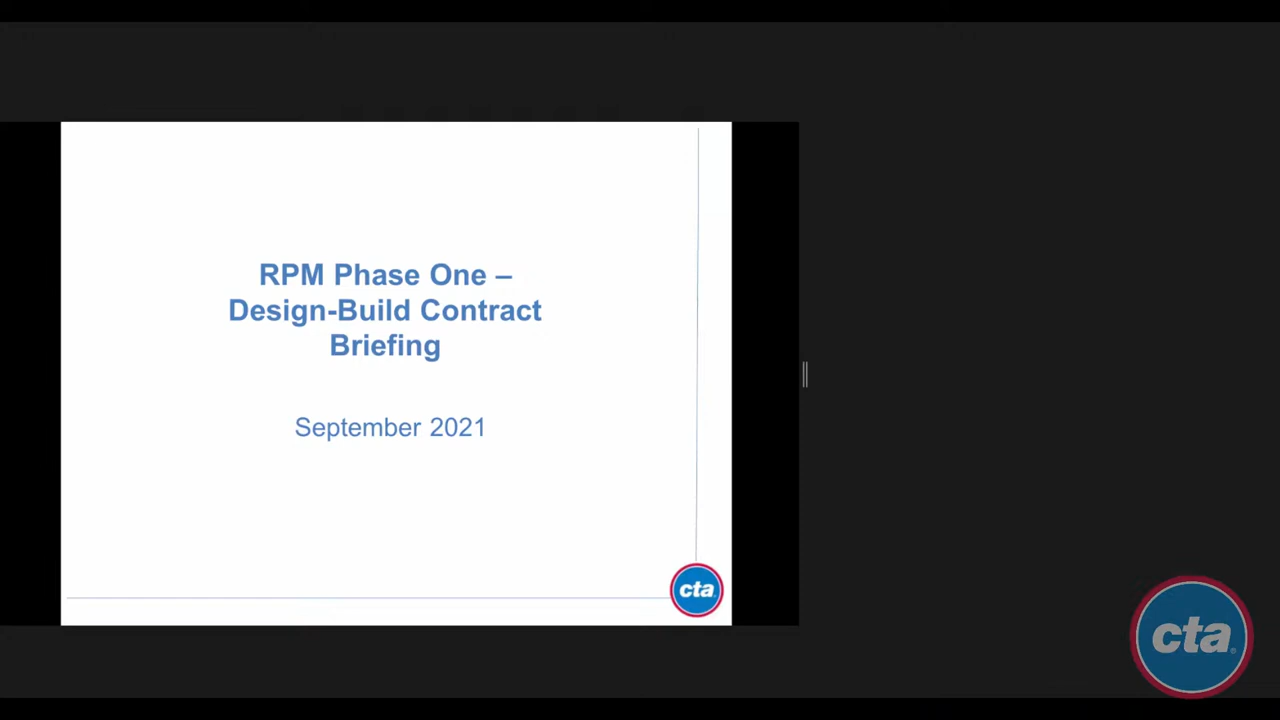 RPM Phase One –
Design-Build Contract
Briefing
September 2021
cta
cta